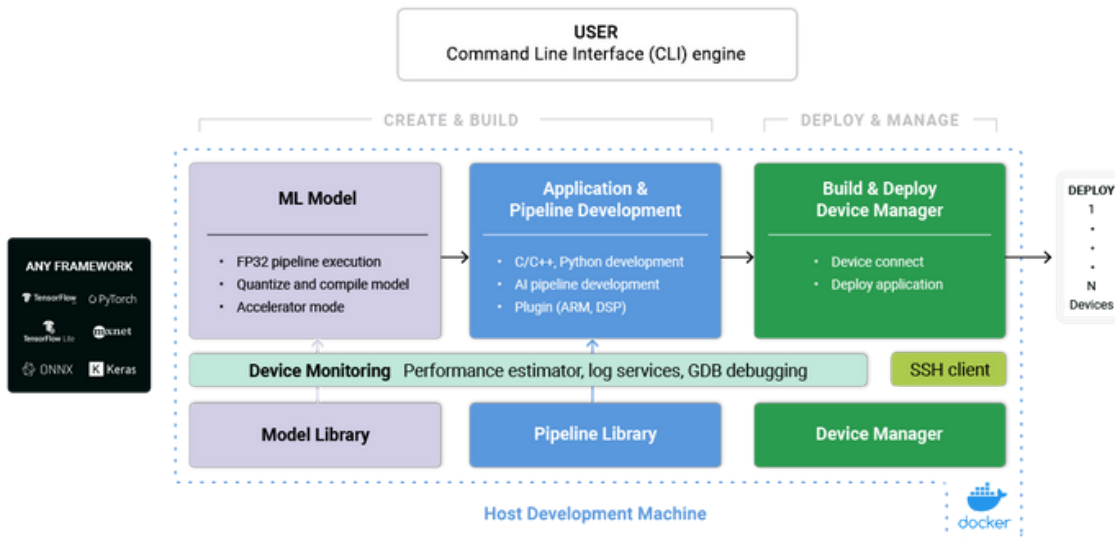 USER
Command Line Interface (CLI) engine
CREATE & BUILD
DEPLOY & MANAGE
ANY FRAMEWORK
TensorFlow
PyTorch
TensorFlow Lite
mxnet
ONNX
Keras
ML Model
• FP32 pipeline execution
• Quantize and compile model
• Accelerator mode
Application &
Pipeline Development
• C/C++, Python development
• AI pipeline development
• Plugin (ARM, DSP)
Build & Deploy
Device Manager
• Device connect
• Deploy application
DEPLOY
1
•
•
•
N
Devices
Device Monitoring Performance estimator, log services, GDB debugging
SSH client
Model Library
Pipeline Library
Device Manager
Host Development Machine
docker